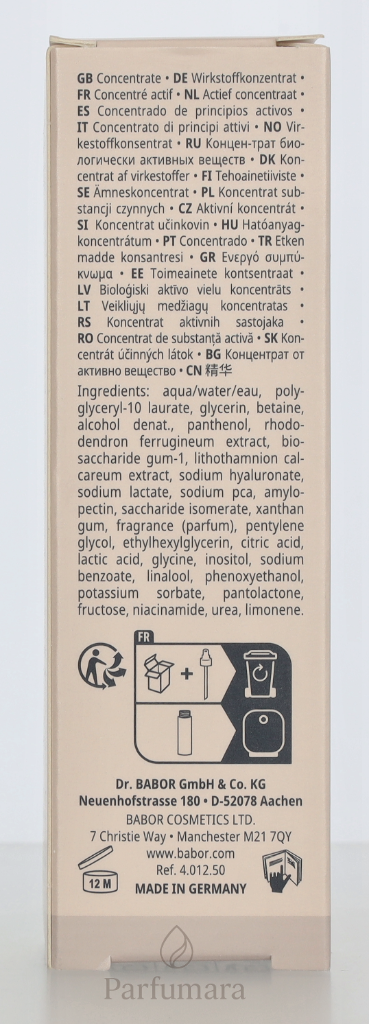 GB Concentrate • DE Wirkstoffkonzentrat •
FR Concentré actif • NL Actief concentraat •
ES Concentrado de principios activos •
IT Concentrato di principi attivi • NO Vir-
kestoffkonsentrat • RU Концен-трат био-
логически активных веществ • DK Kon-
centrat af virkestoffer • FI Tehoainetiiviste •
SE Ämneskoncentrat • PL Koncentrat sub-
stancji czynnych • CZ Aktivní koncentrát •
SI Koncentrat učinkovin • HU Hatóanyag-
koncentrátum • PT Concentrado • TR Etken
madde konsantresi • GR Ενεργό συμπύ-
κνωμα • EE Toimeainete kontsentraat •
LV Bioloģiski aktīvo vielu koncentrāts •
LT Veikliųjų medžiagų koncentratas •
RS Koncentrat aktivnih sastojaka •
RO Concentrat de substanță activă • SK Kon-
centrát účinných látok • BG Концентрат от
активно вещество • CN 精华
Ingredients: aqua/water/eau, poly-
glyceryl-10 laurate, glycerin, betaine,
alcohol denat., panthenol, rhodo-
dendron ferrugineum extract, bio-
saccharide gum-1, lithothamnion cal-
careum extract, sodium hyaluronate,
sodium lactate, sodium pca, amylo-
pectin, saccharide isomerate, xanthan
gum, fragrance (parfum), pentylene
glycol, ethylhexylglycerin, citric acid,
lactic acid, glycine, inositol, sodium
benzoate, linalool, phenoxyethanol,
potassium sorbate, pantolactone,
fructose, niacinamide, urea, limonene.
FR
Dr. BABOR GmbH & Co. KG
Neuenhofstrasse 180 • D-52078 Aachen
BABOR COSMETICS LTD.
7 Christie Way • Manchester M21 7QY
www.babor.com
Ref. 4.012.50
12 M
MADE IN GERMANY
Parfumara